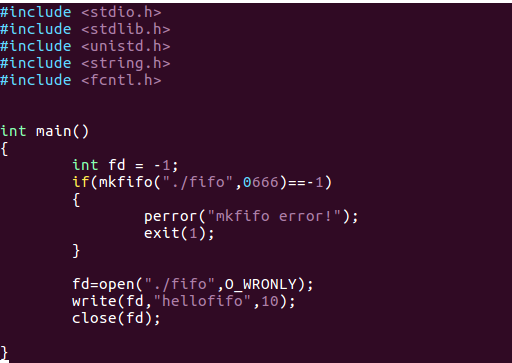 #include <stdio.h>
#include <stdlib.h>
#include <unistd.h>
#include <string.h>
#include <fcntl.h>
int main()
{
        int fd = -1;
        if(mkfifo("./fifo",0666)==-1)
        {
                perror("mkfifo error!");
                exit(1);
        }
        fd=open("./fifo",O_WRONLY);
        write(fd,"hellofifo",10);
        close(fd);
}